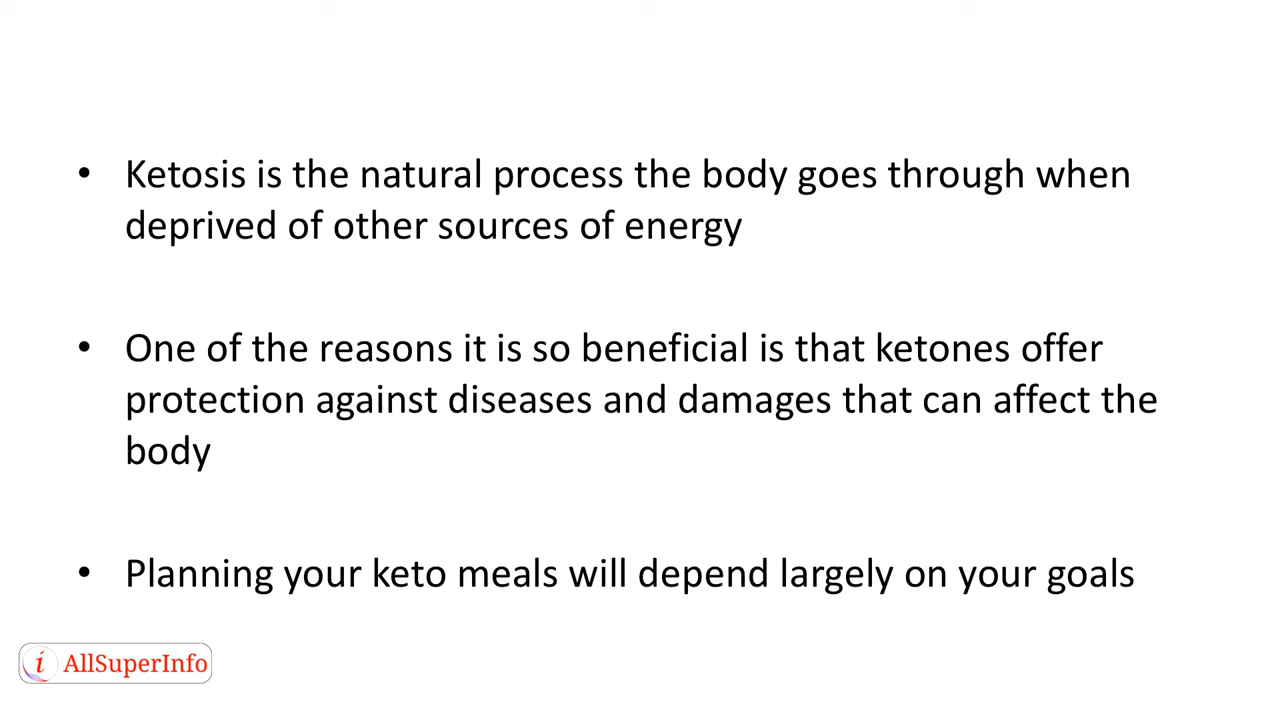 • Ketosis is the natural process the body goes through when
deprived of other sources of energy
• One of the reasons it is so beneficial is that ketones offer
protection against diseases and damages that can affect the
body
• Planning your keto meals will depend largely on your goals
i AllSuperInfo